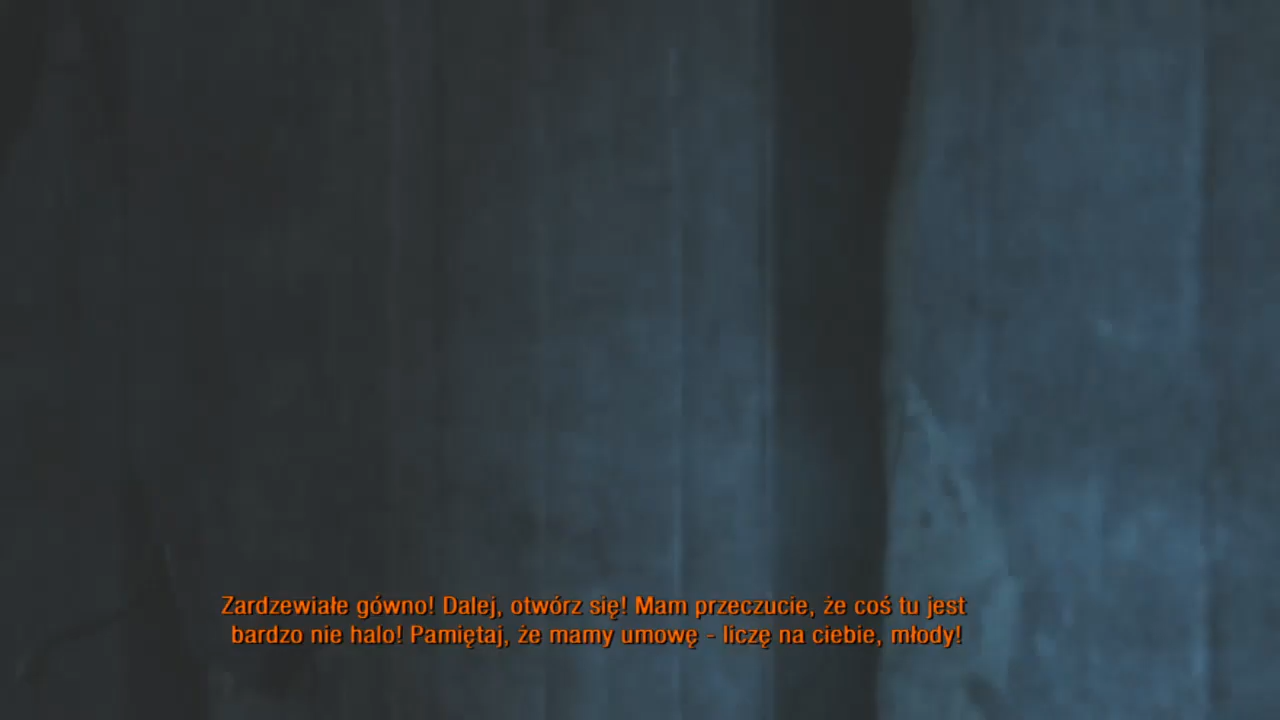 Zardzewiałe gówno! Dalej, otwórz się! Mam przeczucie, że coś tu jest
bardzo nie halo! Pamiętaj, że mamy umowę - liczę na ciebie, młody!